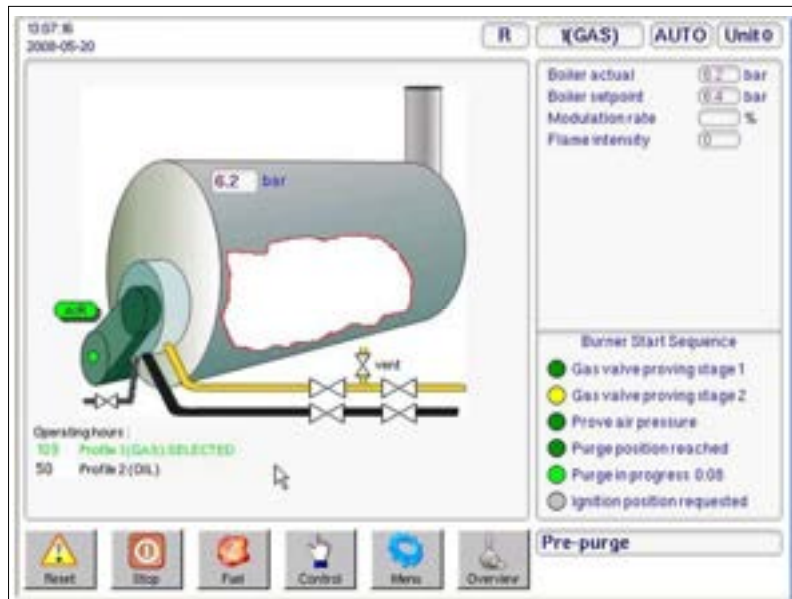 13:57:16
2008-05-20
R
1(GAS)
AUTO
Unit 0
Boiler actual 6.2 bar
Boiler setpoint 6.4 bar
Modulation rate %
Flame intensity 0
6.2 bar
vent
Operating hours :
109 Profile 1(GAS) SELECTED
50 Profile 2 (OIL)
Burner Start Sequence
Gas valve proving stage 1
Gas valve proving stage 2
Prove air pressure
Purge position reached
Purge in progress 0:08
Ignition position requested
Pre-purge
Reset
Stop
Fuel
Control
Menu
Overview